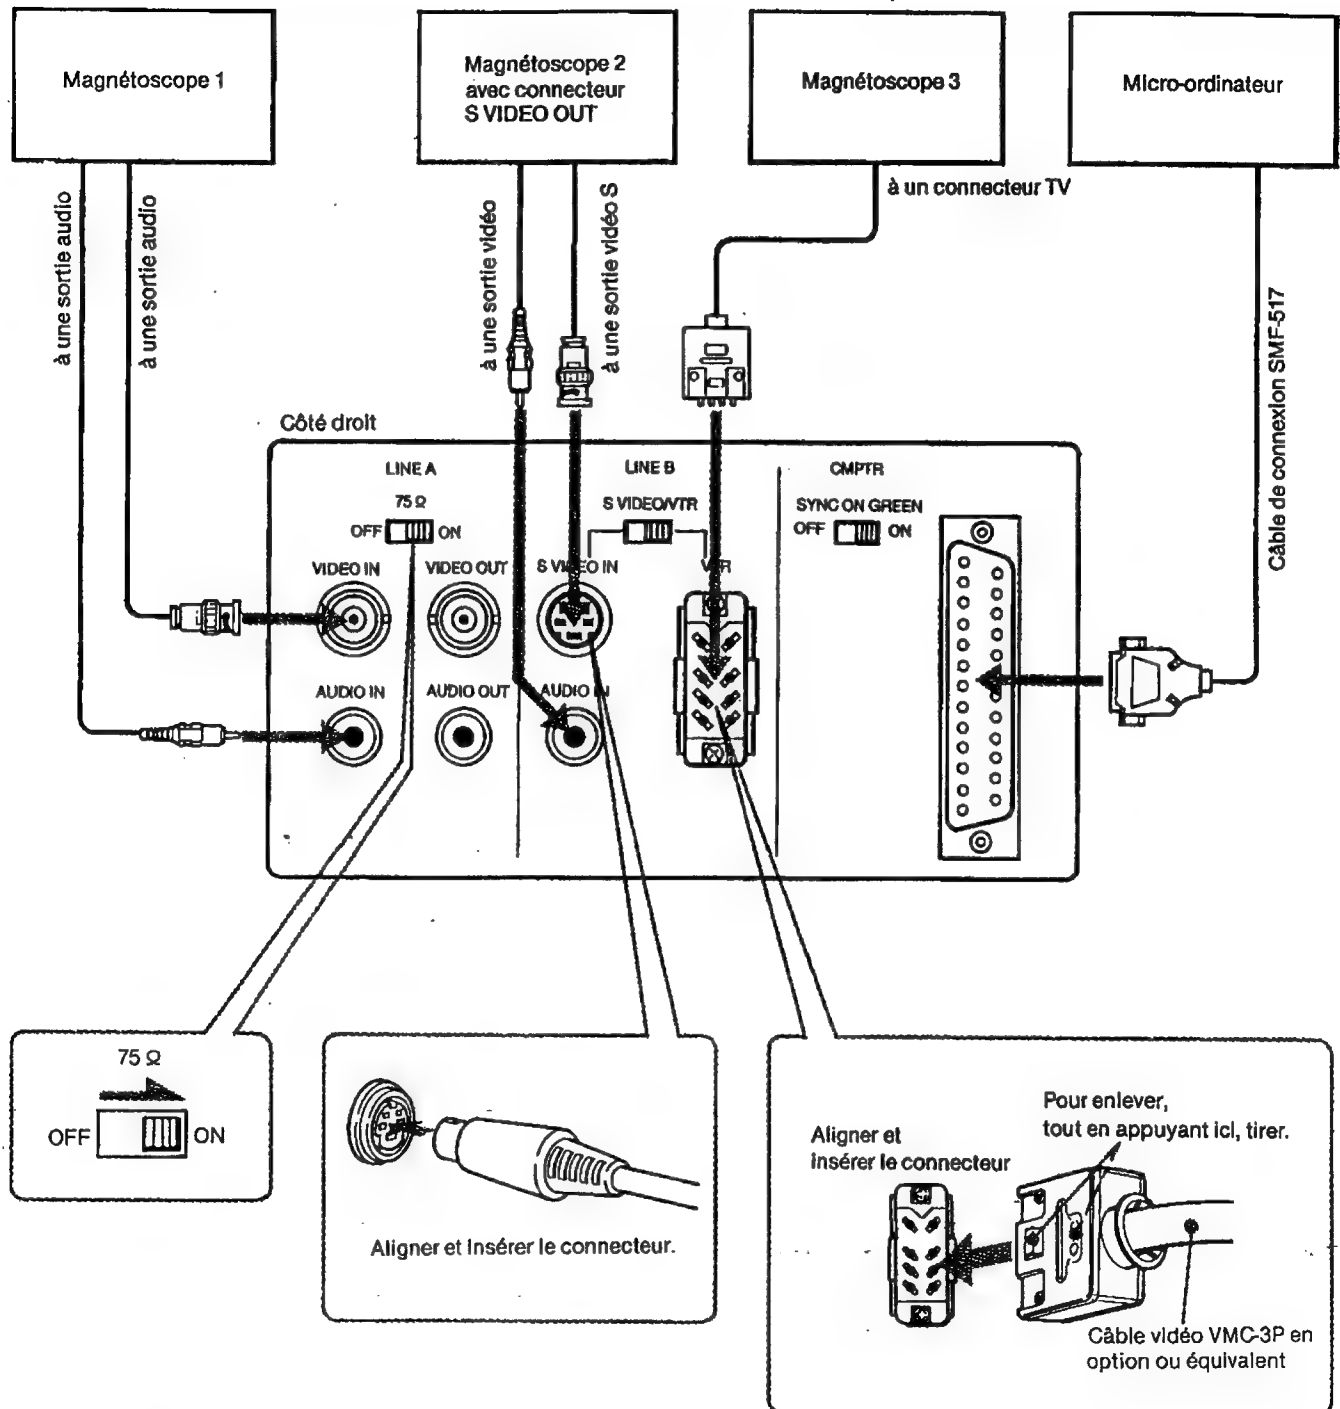 Magnétoscope 1
Magnétoscope 2
avec connecteur
S VIDEO OUT
Magnétoscope 3
Micro-ordinateur
à une sortie audio
à une sortie audio
à une sortie vidéo
à une sortie vidéo S
à un connecteur TV
Câble de connexion SMF-517
Côté droit
LINE A
75 Ω
OFF ON
VIDEO IN
VIDEO OUT
AUDIO IN
AUDIO OUT
LINE B
S VIDEO/VTR
S VIDEO IN
VTR
AUDIO IN
CMPTR
SYNC ON GREEN
OFF ON
75 Ω
OFF ON
Aligner et insérer le connecteur.
Aligner et
insérer le connecteur
Pour enlever,
tout en appuyant ici, tirer.
Câble vidéo VMC-3P en
option ou équivalent